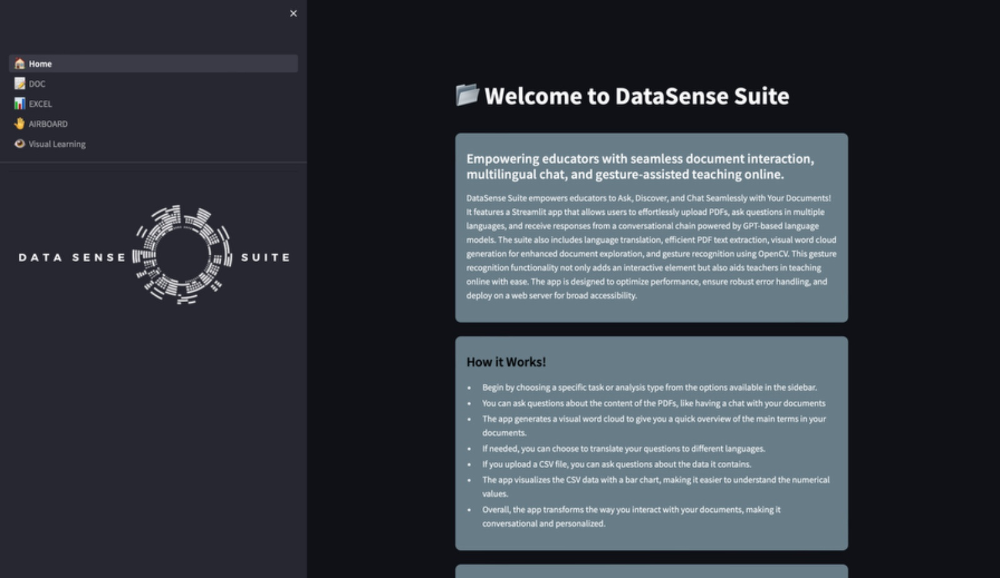 ×
Home
DOC
EXCEL
AIRBOARD
Visual Learning
DATA SENSE SUITE
Welcome to DataSense Suite
Empowering educators with seamless document interaction,
multilingual chat, and gesture-assisted teaching online.
DataSense Suite empowers educators to Ask, Discover, and Chat Seamlessly with Your Documents!
It features a Streamlit app that allows users to effortlessly upload PDFs, ask questions in multiple
languages, and receive responses from a conversational chain powered by GPT-based language
models. The suite also includes language translation, efficient PDF text extraction, visual word cloud
generation for enhanced document exploration, and gesture recognition using OpenCV. This gesture
recognition functionality not only adds an interactive element but also aids teachers in teaching
online with ease. The app is designed to optimize performance, ensure robust error handling, and
deploy on a web server for broad accessibility.
How it Works!
• Begin by choosing a specific task or analysis type from the options available in the sidebar.
• You can ask questions about the content of the PDFs, like having a chat with your documents
• The app generates a visual word cloud to give you a quick overview of the main terms in your
documents.
• If needed, you can choose to translate your questions to different languages.
• If you upload a CSV file, you can ask questions about the data it contains.
• The app visualizes the CSV data with a bar chart, making it easier to understand the numerical
values.
• Overall, the app transforms the way you interact with your documents, making it
conversational and personalized.